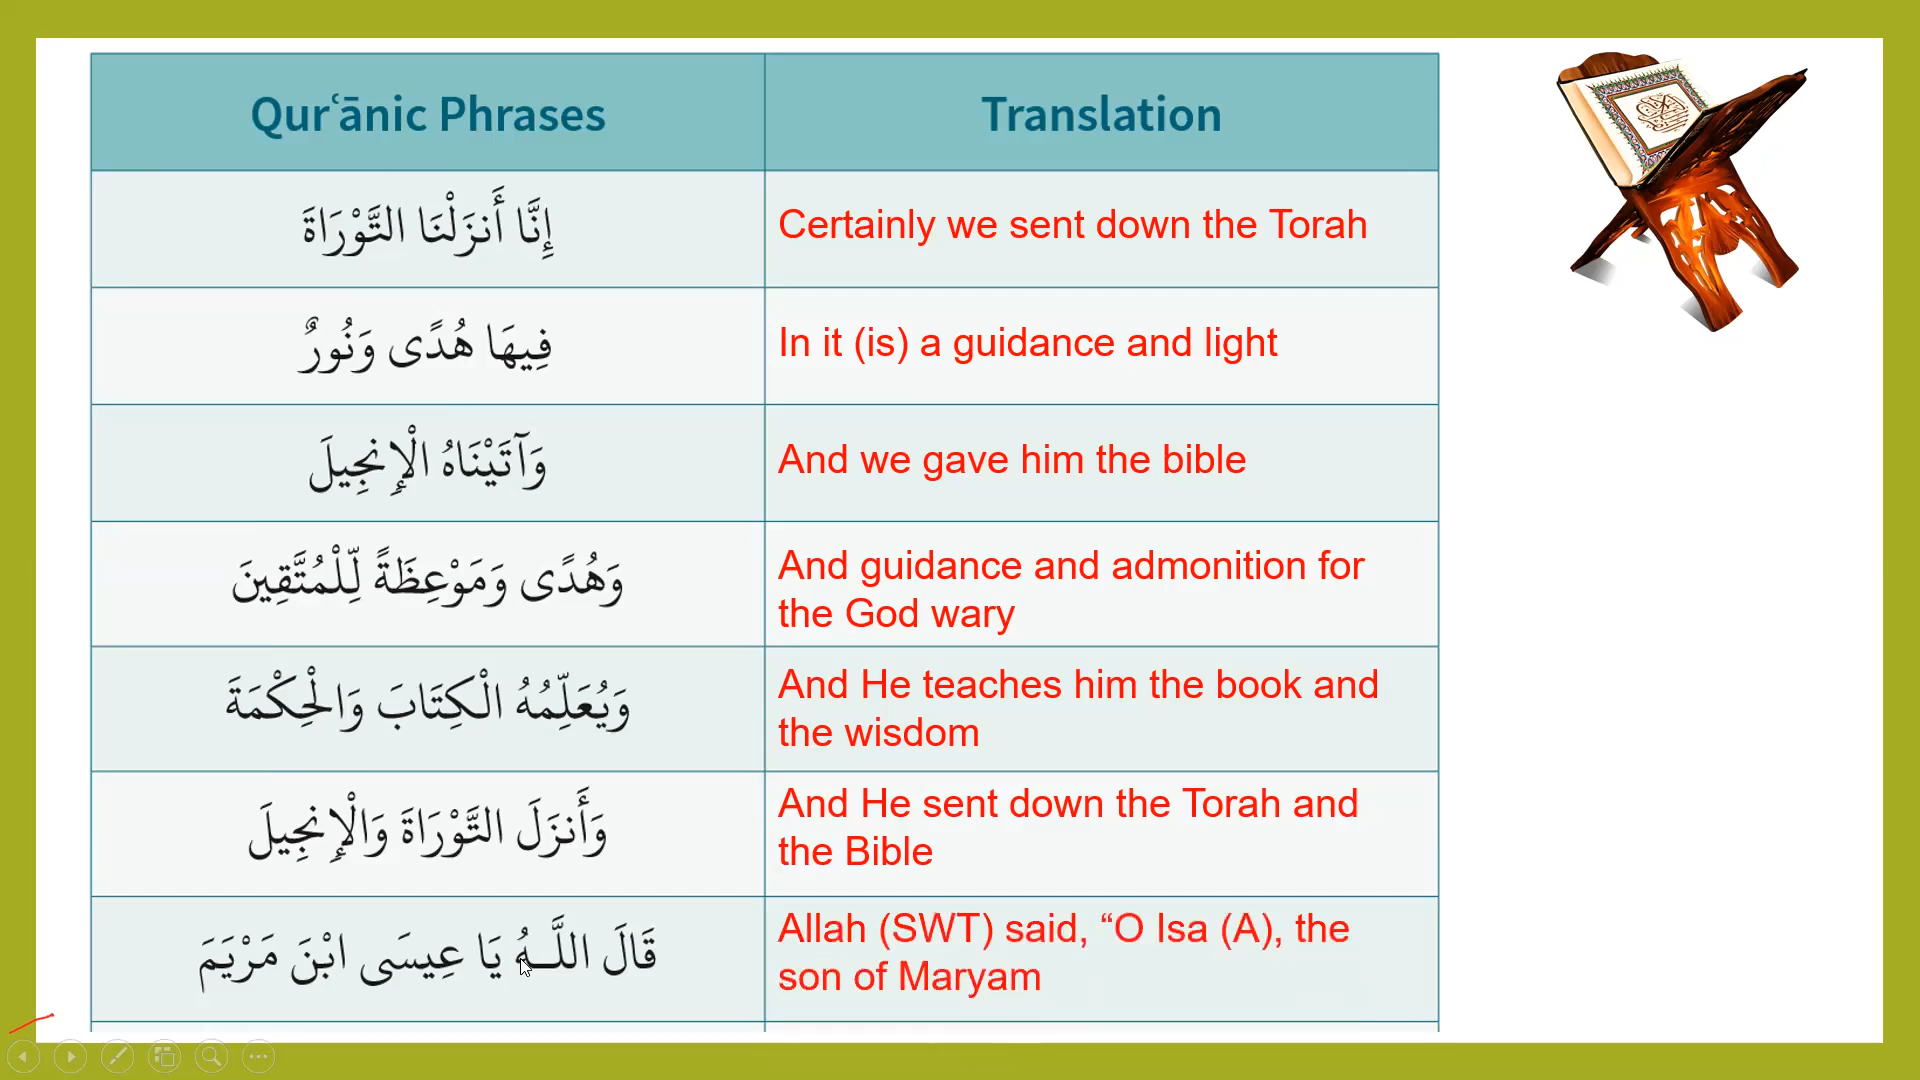 Qurʿānic Phrases
Translation
إِنَّا أَنزَلْنَا التَّوْرَاةَ
Certainly we sent down the Torah
فِيهَا هُدًى وَنُورٌ
In it (is) a guidance and light
وَآتَيْنَاهُ الْإِنجِيلَ
And we gave him the bible
وَهُدًى وَمَوْعِظَةً لِّلْمُتَّقِينَ
And guidance and admonition for
the God wary
وَيُعَلِّمُهُ الْكِتَابَ وَالْحِكْمَةَ
And He teaches him the book and
the wisdom
وَأَنزَلَ التَّوْرَاةَ وَالْإِنجِيلَ
And He sent down the Torah and
the Bible
قَالَ اللَّـهُ يَا عِيسَى ابْنَ مَرْيَمَ
Allah (SWT) said, “O Isa (A), the
son of Maryam